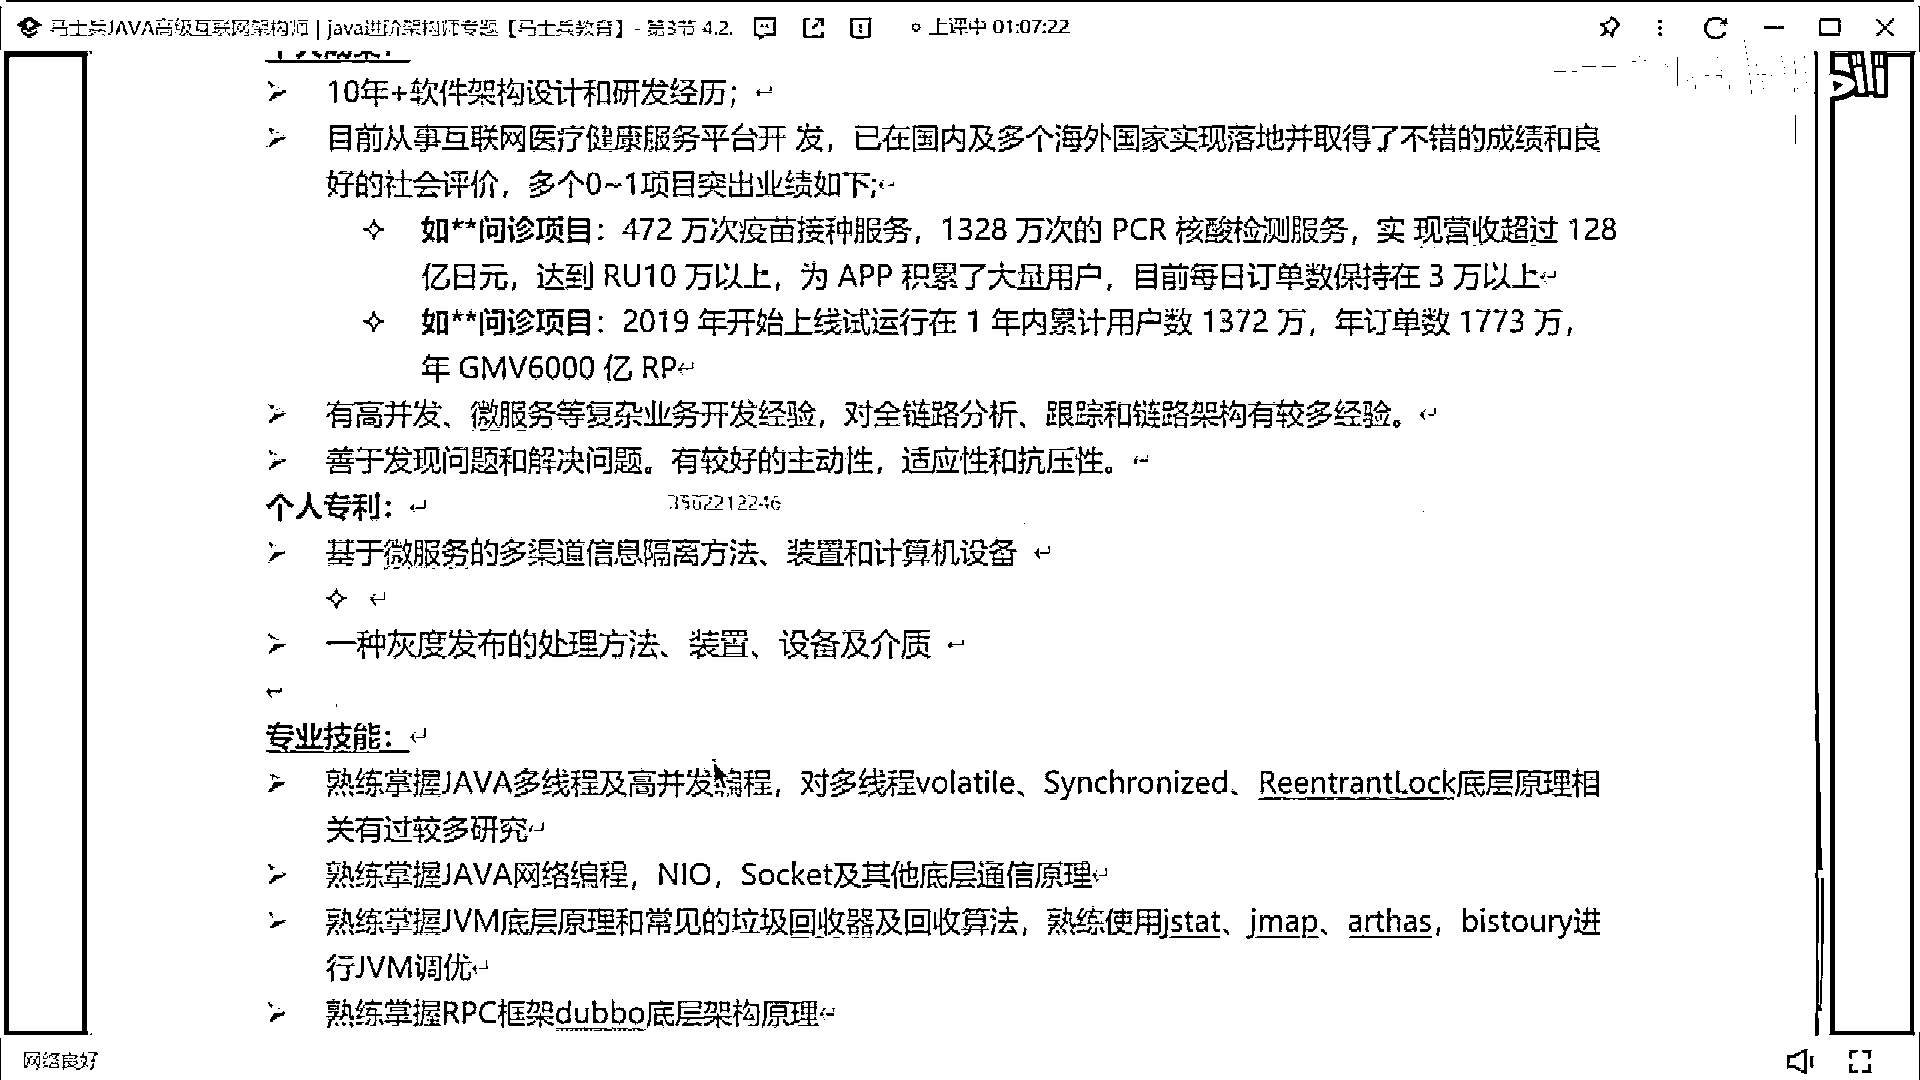 马士兵JAVA高级互联网架构师 | java进阶架构师专题【马士兵教育】- 第3节 4.2. 上课中 01:07:22
10年+软件架构设计和研发经历；
目前从事互联网医疗健康服务平台开 发，已在国内及多个海外国家实现落地并取得了不错的成绩和良
好的社会评价，多个0~1项目突出业绩如下;
如**问诊项目：472 万次疫苗接种服务，1328 万次的 PCR 核酸检测服务，实 现营收超过 128
亿日元，达到 RU10 万以上，为 APP 积累了大量用户，目前每日订单数保持在 3 万以上
如**问诊项目：2019 年开始上线试运行在 1 年内累计用户数 1372 万，年订单数 1773 万，
年 GMV6000 亿 RP
有高并发、微服务等复杂业务开发经验，对全链路分析、跟踪和链路架构有较多经验。
善于发现问题和解决问题。有较好的主动性，适应性和抗压性。
个人专利：
3562212246
基于微服务的多渠道信息隔离方法、装置和计算机设备
一种灰度发布的处理方法、装置、设备及介质
专业技能：
熟练掌握JAVA多线程及高并发编程，对多线程volatile、Synchronized、ReentrantLock底层原理相
关有过较多研究
熟练掌握JAVA网络编程，NIO，Socket及其他底层通信原理
熟练掌握JVM底层原理和常见的垃圾回收器及回收算法，熟练使用jstat、jmap、arthas，bistoury进
行JVM调优
熟练掌握RPC框架dubbo底层架构原理
网络良好